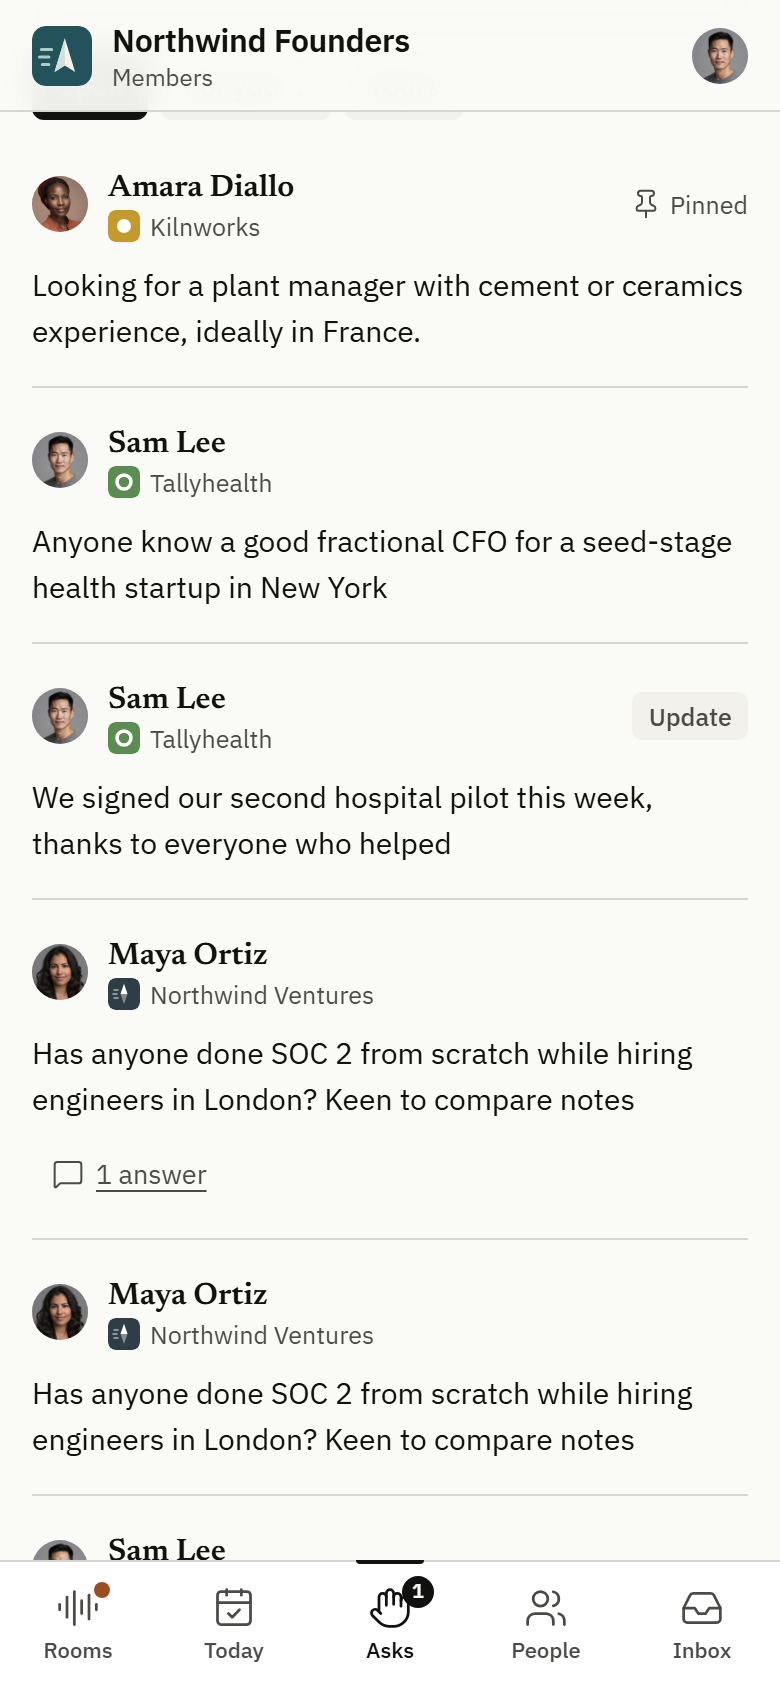 Northwind Founders
Members
Amara Diallo
Kilnworks
Pinned
Looking for a plant manager with cement or ceramics
experience, ideally in France.
Sam Lee
Tallyhealth
Anyone know a good fractional CFO for a seed-stage
health startup in New York
Sam Lee
Tallyhealth
Update
We signed our second hospital pilot this week,
thanks to everyone who helped
Maya Ortiz
Northwind Ventures
Has anyone done SOC 2 from scratch while hiring
engineers in London? Keen to compare notes
1 answer
Maya Ortiz
Northwind Ventures
Has anyone done SOC 2 from scratch while hiring
engineers in London? Keen to compare notes
Sam Lee
1
Rooms
Today
Asks
People
Inbox